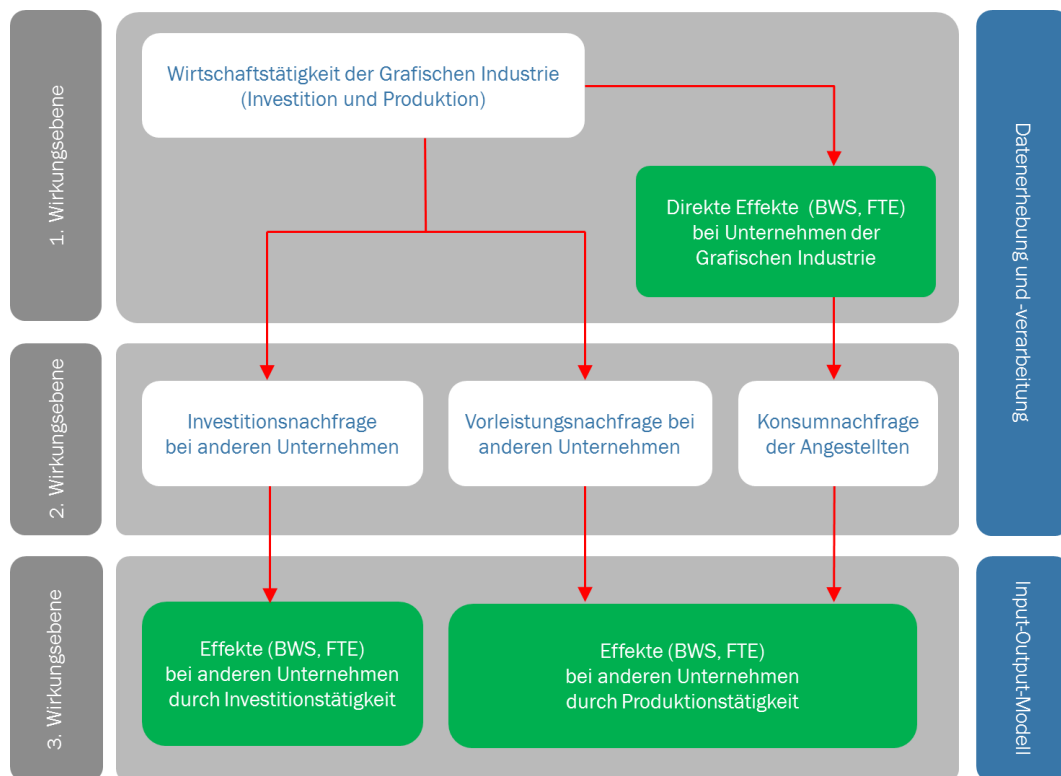 1. Wirkungsebene
Wirtschaftstätigkeit der Grafischen Industrie
(Investition und Produktion)
Direkte Effekte (BWS, FTE)
bei Unternehmen der
Grafischen Industrie
Datenerhebung und -verarbeitung
2. Wirkungsebene
Investitionsnachfrage
bei anderen Unternehmen
Vorleistungsnachfrage bei
anderen Unternehmen
Konsumnachfrage
der Angestellten
3. Wirkungsebene
Effekte (BWS, FTE)
bei anderen Unternehmen
durch Investitionstätigkeit
Effekte (BWS, FTE)
bei anderen Unternehmen
durch Produktionstätigkeit
Input-Output-Modell